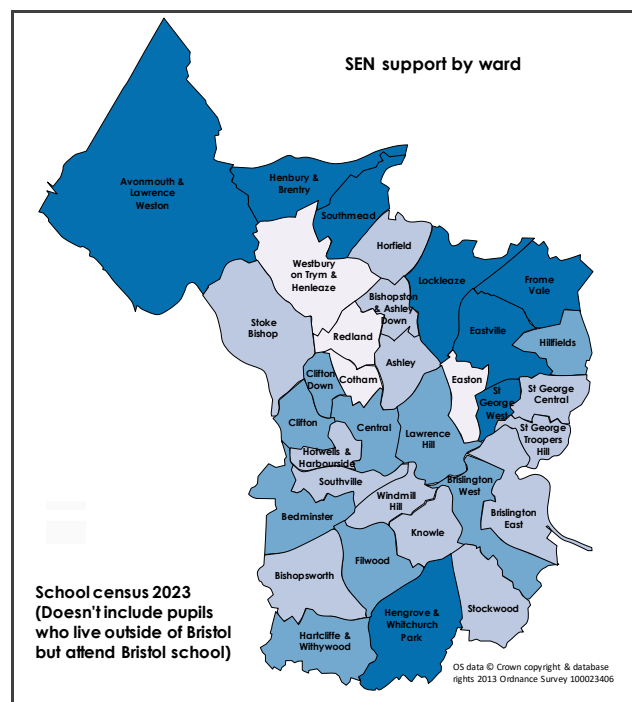 SEN support by ward
Avonmouth &
Lawrence
Weston
Henbury &
Brentry
Southmead
Horfield
Westbury
on Trym &
Henleaze
Lockleaze
Frome
Vale
Bishopston
& Ashley
Down
Stoke
Bishop
Eastville
Redland
Hillfields
Ashley
Clifton
Down
Cotham
Easton
St
George
West
St George
Central
Clifton
Central
Lawrence
Hill
St George
Troopers
Hill
Hotwells &
Harbourside
Southville
Brislington
West
Windmill
Hill
Bedminster
Brislington
East
Knowle
Filwood
Bishopsworth
Stockwood
Hengrove &
Whitchurch
Park
Hartcliffe &
Withywood
School census 2023
(Doesn't include pupils
who live outside of Bristol
but attend Bristol school)
OS data © Crown copyright & database
rights 2013 Ordnance Survey 100023406